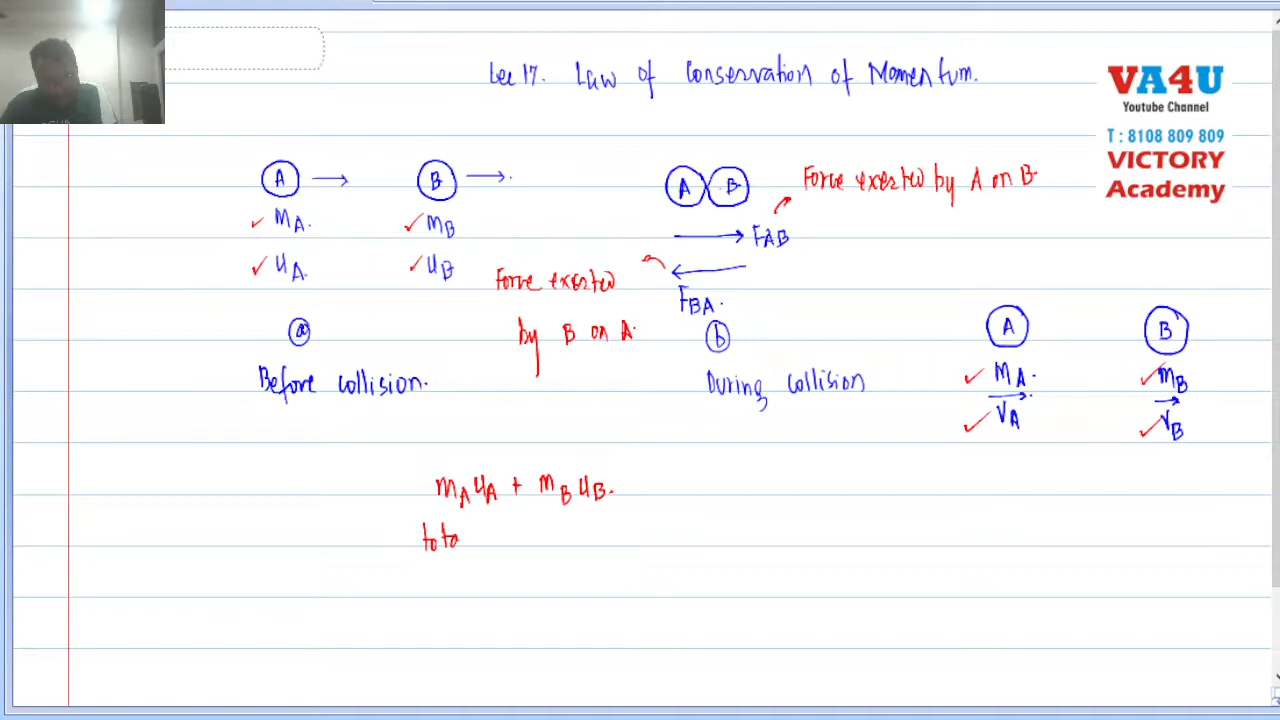 Lec 17. Law of Conservation of Momentum.
VA4U
Youtube Channel
T : 8108 809 809
VICTORY
Academy
A
B
mA.
mB
uA.
uB
a
Before collision.
A B
Force exerted by A on B
FAB
FBA.
Force exerted
by B on A.
b
During collision
A
B
mA.
mB
VA
VB
mAuA + mBuB.
tota